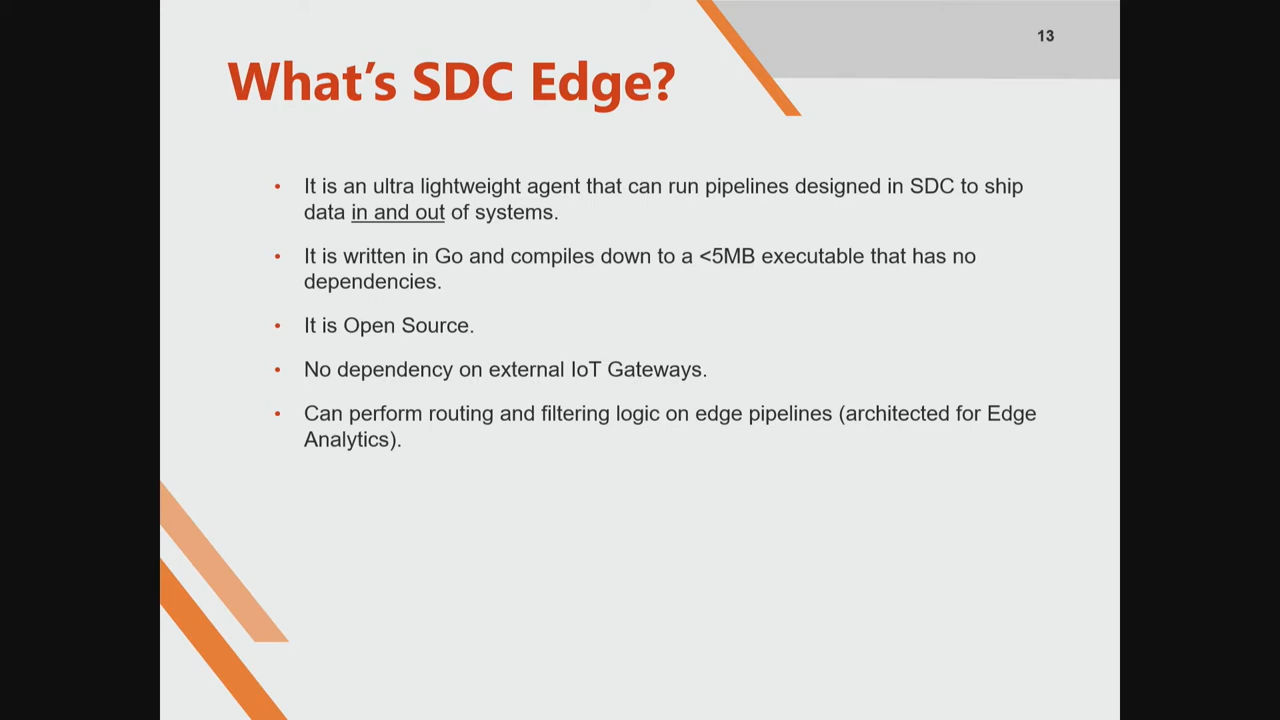 13
What's SDC Edge?
• It is an ultra lightweight agent that can run pipelines designed in SDC to ship
data in and out of systems.
• It is written in Go and compiles down to a <5MB executable that has no
dependencies.
• It is Open Source.
• No dependency on external IoT Gateways.
• Can perform routing and filtering logic on edge pipelines (architected for Edge
Analytics).